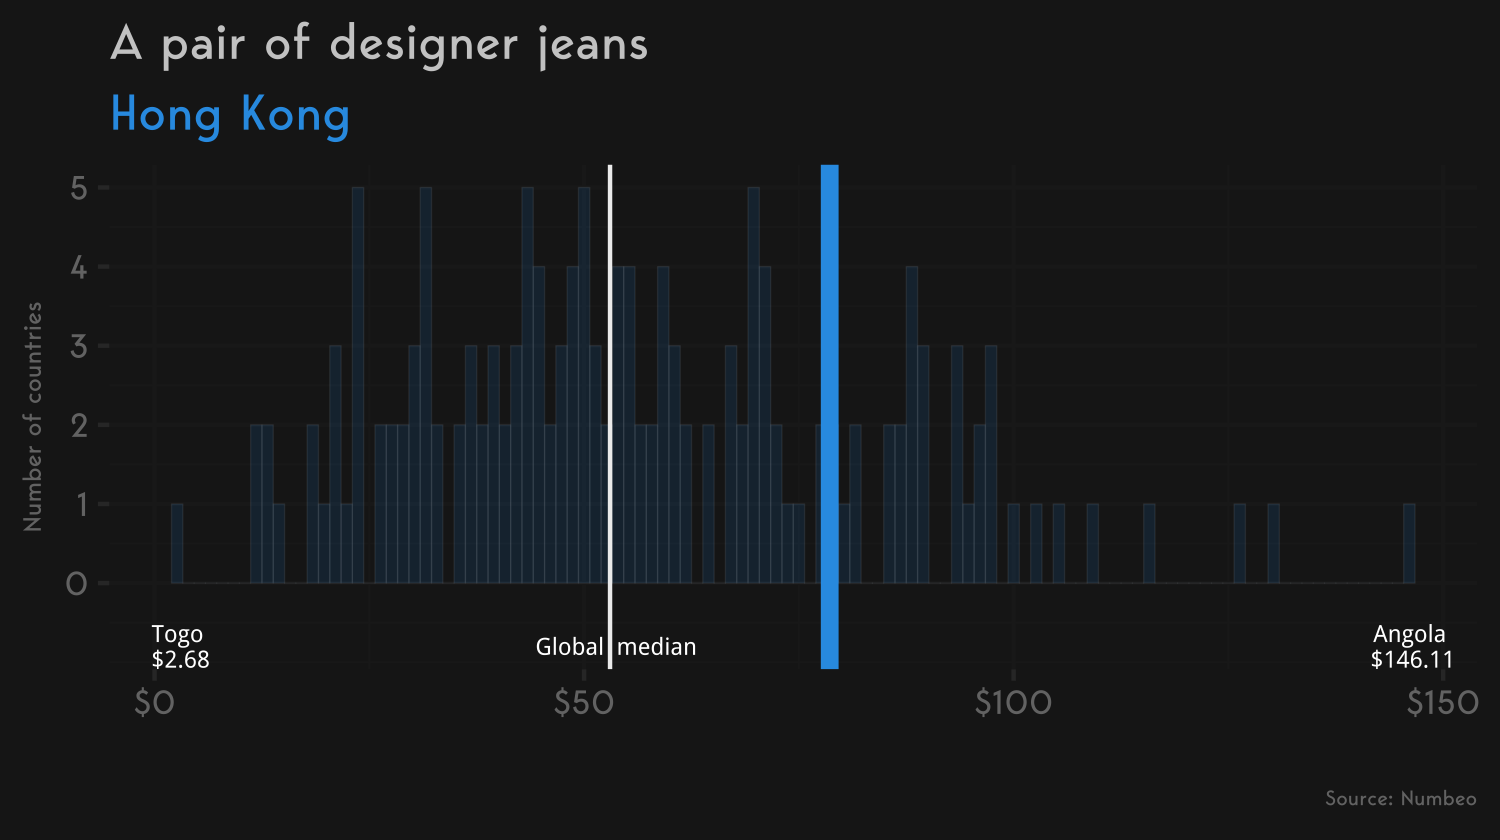 A pair of designer jeans
Hong Kong
Number of countries
5
4
3
2
1
0
Togo
$2.68
Global median
Angola
$146.11
$0
$50
$100
$150
Source: Numbeo